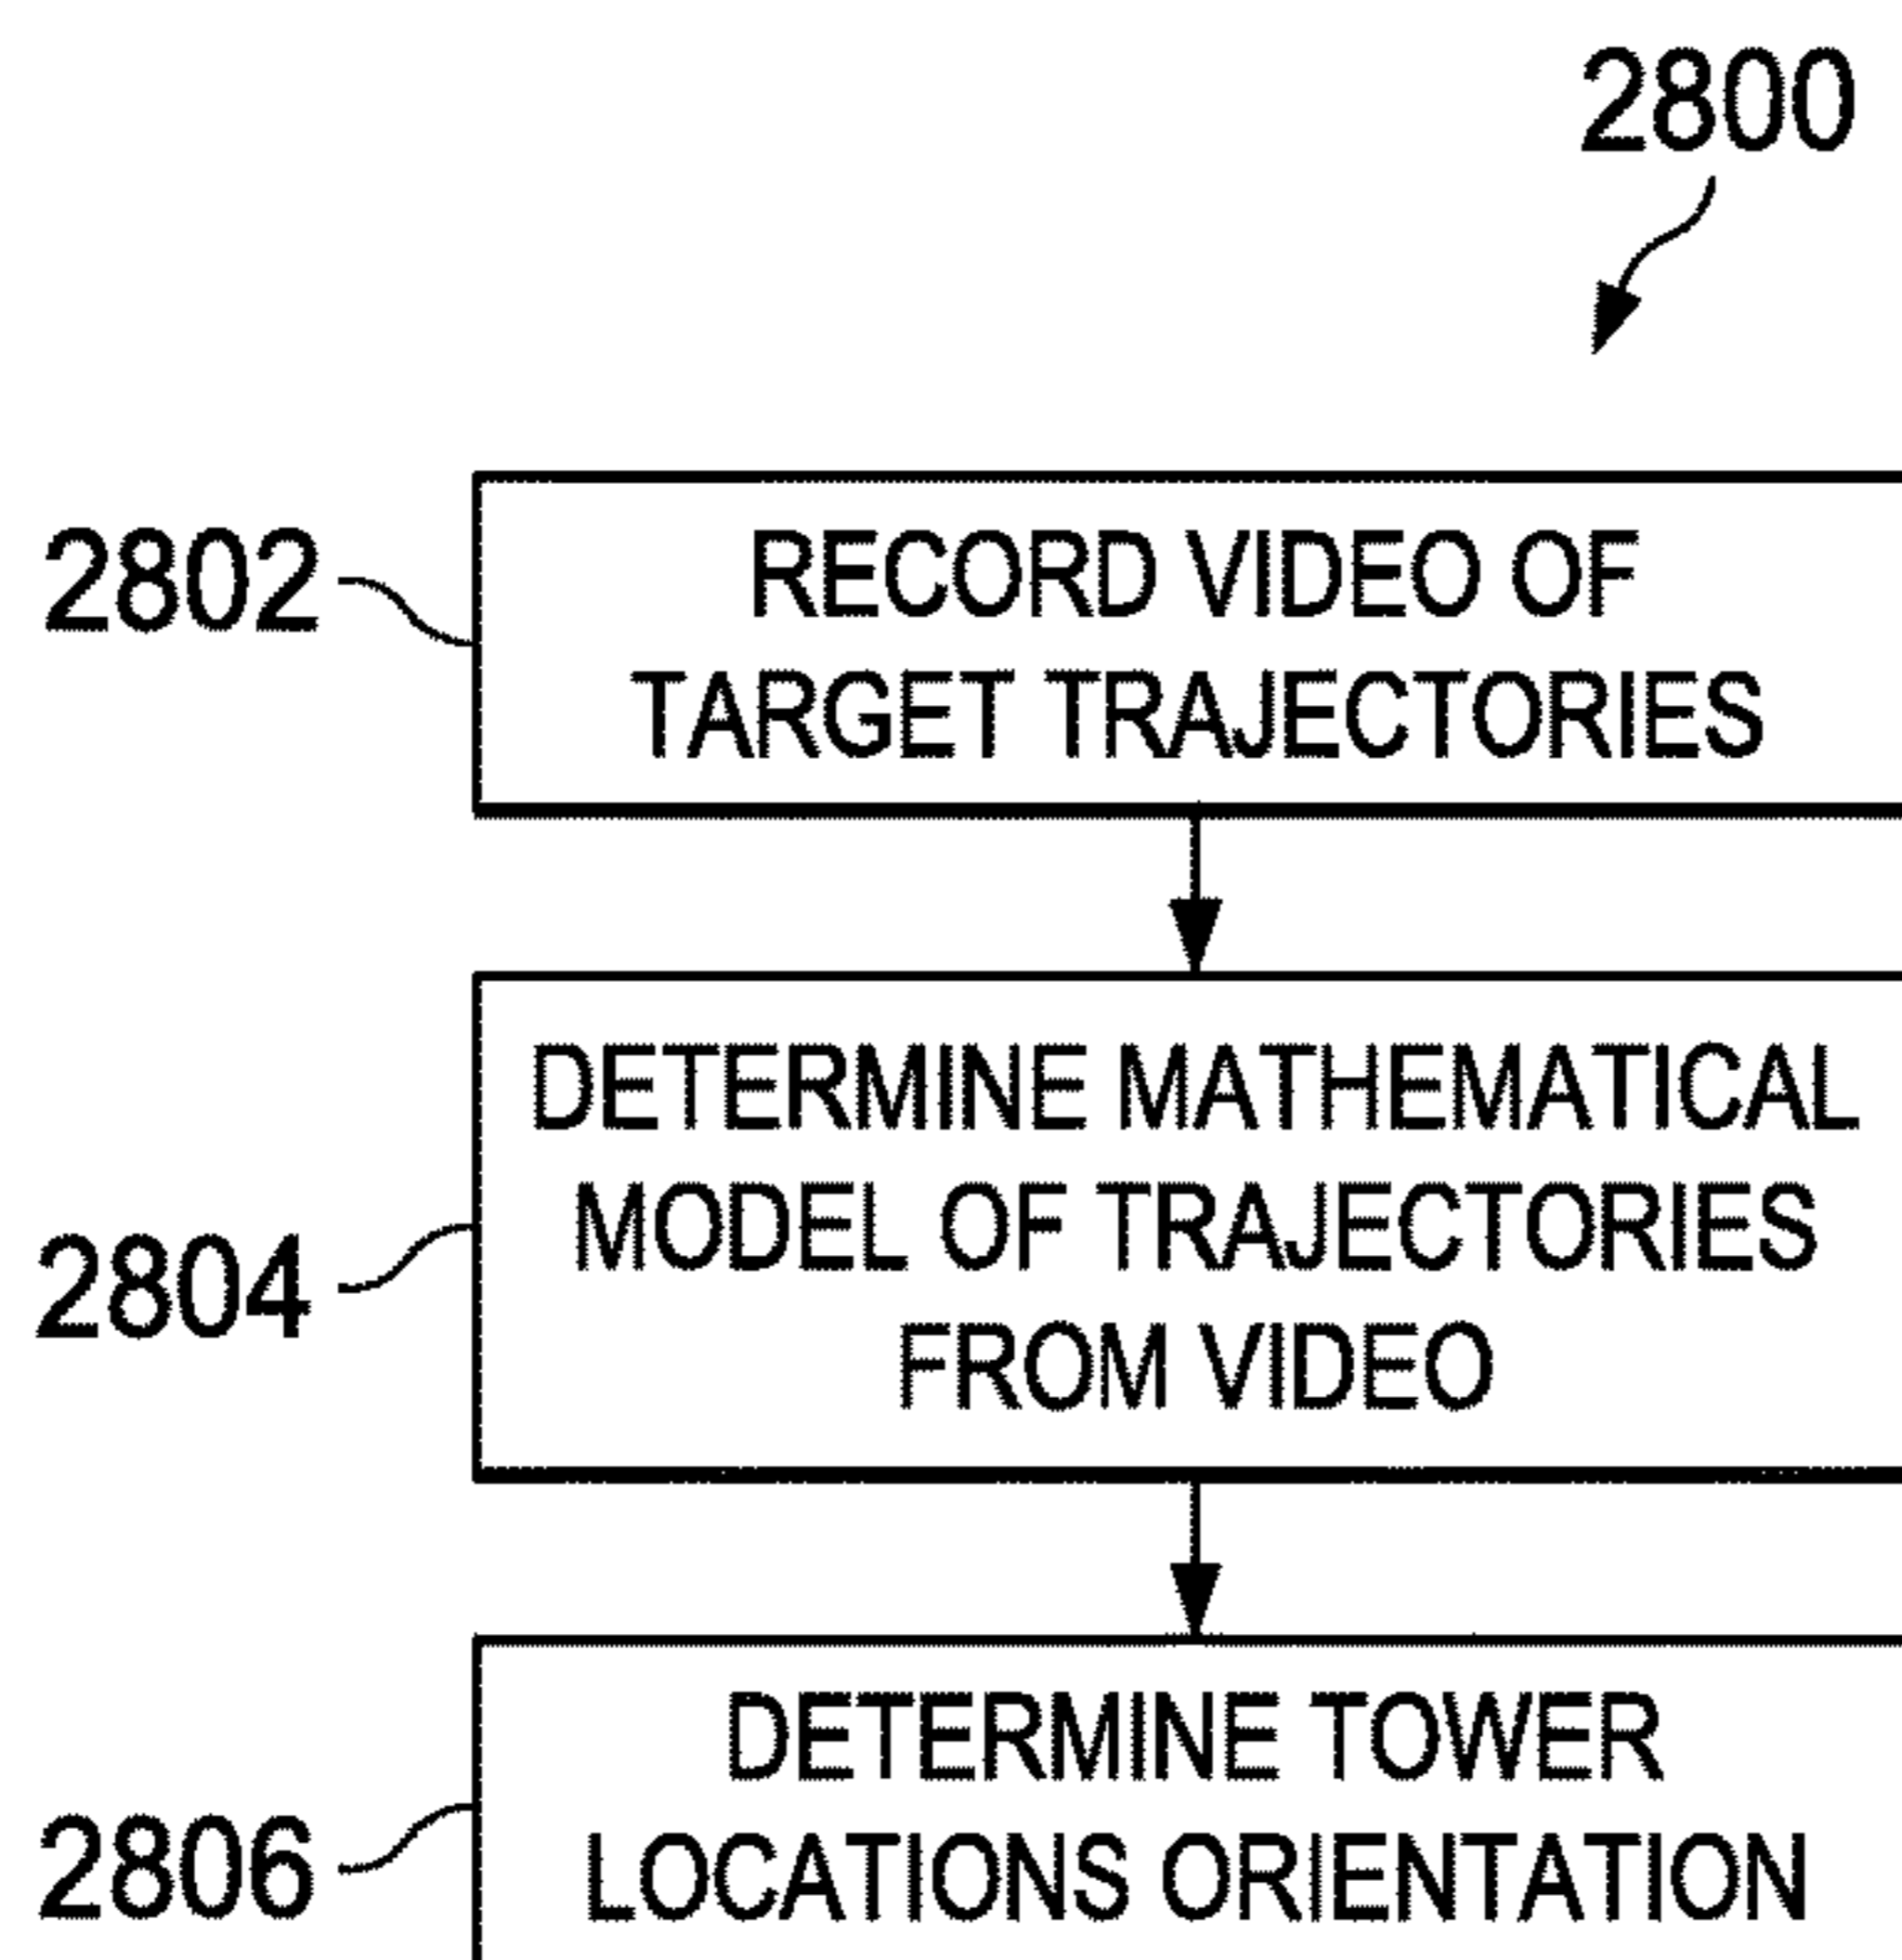 2800
2802
RECORD VIDEO OF
TARGET TRAJECTORIES
2804
DETERMINE MATHEMATICAL
MODEL OF TRAJECTORIES
FROM VIDEO
2806
DETERMINE TOWER
LOCATIONS ORIENTATION